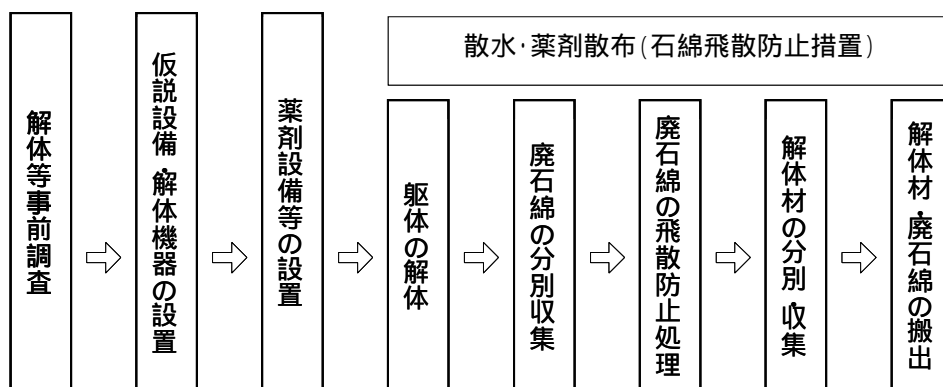 散水･薬剤散布(石綿飛散防止措置)
解体等事前調査
仮説設備･解体機器の設置
薬剤設備等の設置
躯体の解体
廃石綿の分別収集
廃石綿の飛散防止処理
解体材の分別･収集
解体材･廃石綿の搬出